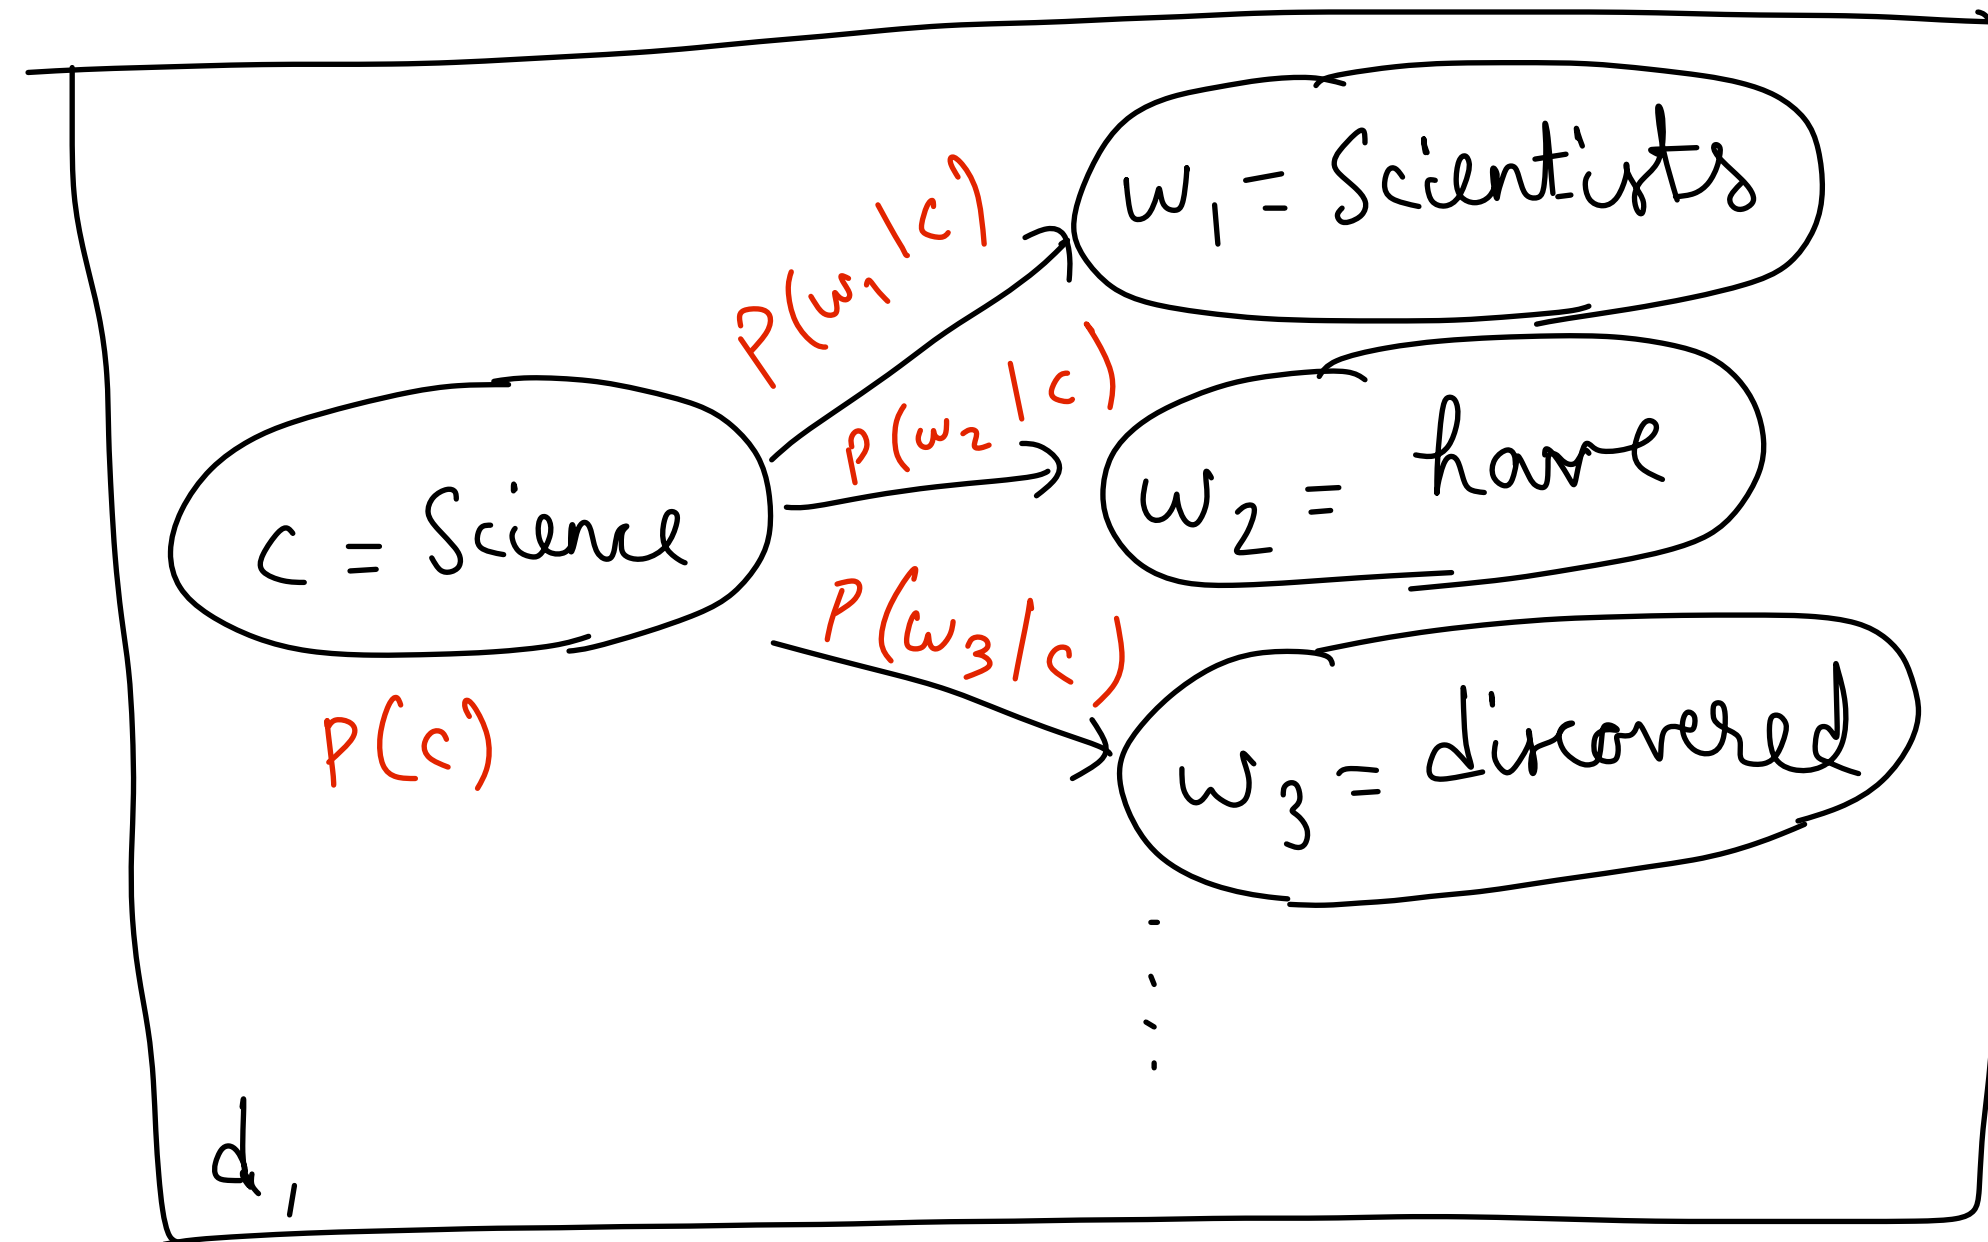 w₁ = Scientists
P(w₁|c)
P(w₂|c)
w₂ = have
c = Science
P(w₃|c)
P(c)
w₃ = discovered
d₁